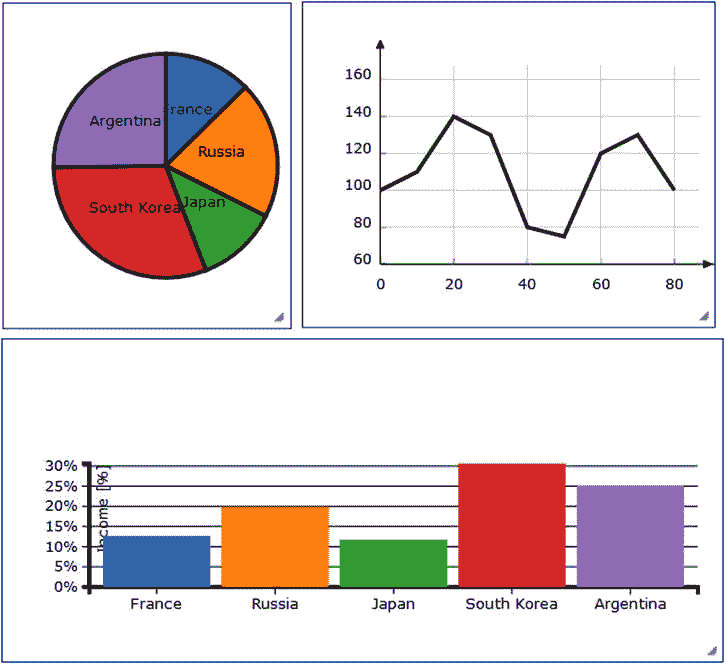 France
Argentina
Russia
Japan
South Korea
160
140
120
100
80
60
0 20 40 60 80
Income [%]
30%
25%
20%
15%
10%
5%
0%
France Russia Japan South Korea Argentina